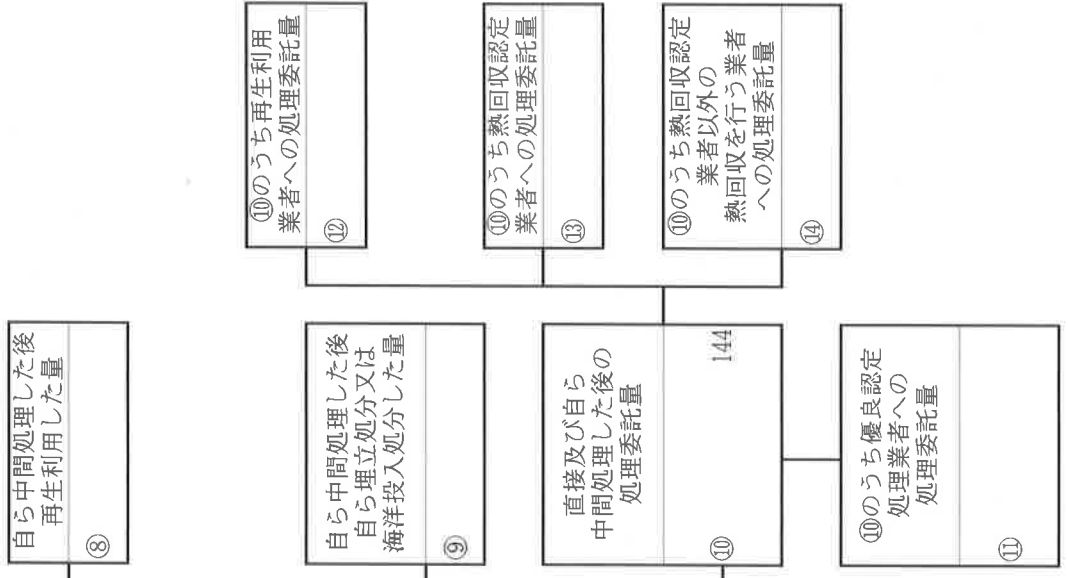 自ら中間処理した後
再生利用した量
⑧
自ら中間処理した後
自ら埋立処分又は
海洋投入処分した量
⑨
直接及び自ら
中間処理した後の
処理委託量
⑩
144
⑩のうち優良認定
処理業者への
処理委託量
⑪
⑩のうち再生利用
業者への処理委託量
⑫
⑩のうち熱回収認定
業者への処理委託量
⑬
⑩のうち熱回収認定
業者以外の
熱回収を行う業者
への処理委託量
⑭